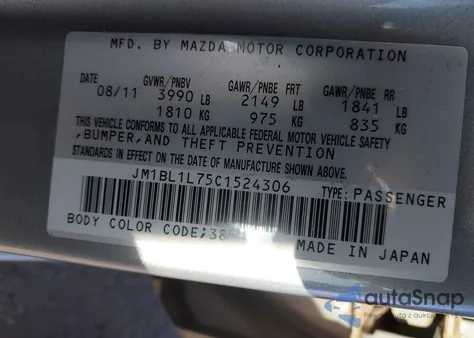 MFD. BY MAZDA MOTOR CORPORATION
DATE GVWR/PNBV GAWR/PNBE FRT GAWR/PNBE RR
08/11 3990 LB 2149 LB 1841 LB
1810 KG 975 KG 835 KG
THIS VEHICLE CONFORMS TO ALL APPLICABLE FEDERAL MOTOR VEHICLE SAFETY
,BUMPER,AND THEFT PREVENTION
STANDARDS IN EFFECT ON THE DATE OF MANUFACTURE SHOWN ABOVE.
JM1BL1L75C1524306 TYPE: PASSENGER
BODY COLOR CODE;38
MADE IN JAPAN
autoSnap